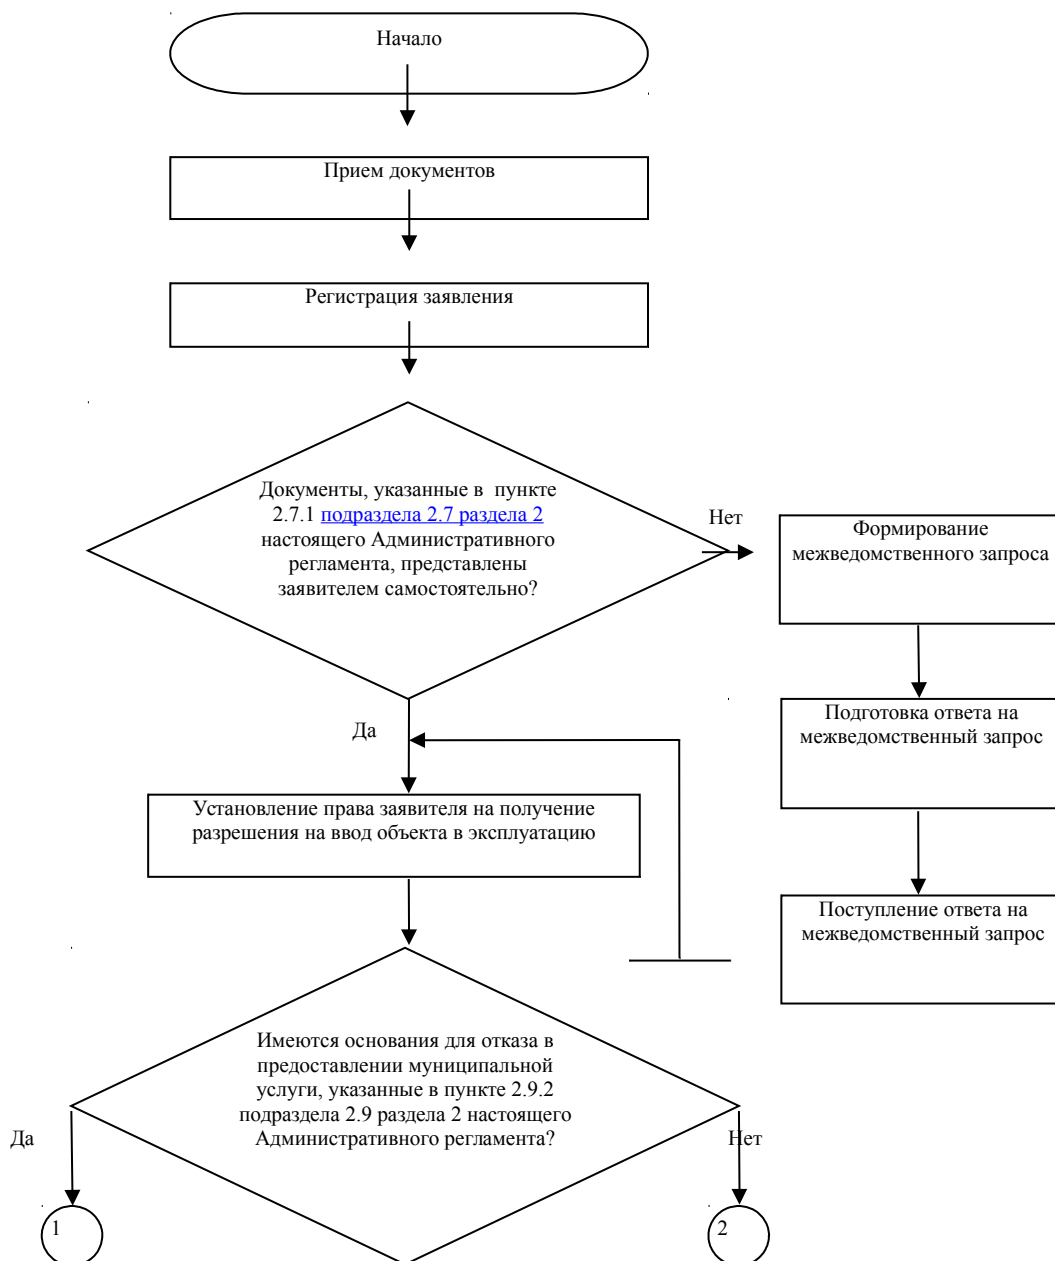 Начало
Прием документов
Регистрация заявления
Документы, указанные в пункте
2.7.1 подраздела 2.7 раздела 2
настоящего Административного
регламента, представлены
заявителем самостоятельно?
Нет
Формирование
межведомственного запроса
Подготовка ответа на
межведомственный запрос
Да
Установление права заявителя на получение
разрешения на ввод объекта в эксплуатацию
Поступление ответа на
межведомственный запрос
Имеются основания для отказа в
предоставлении муниципальной
услуги, указанные в пункте 2.9.2
подраздела 2.9 раздела 2 настоящего
Административного регламента?
Да
Нет
1
2